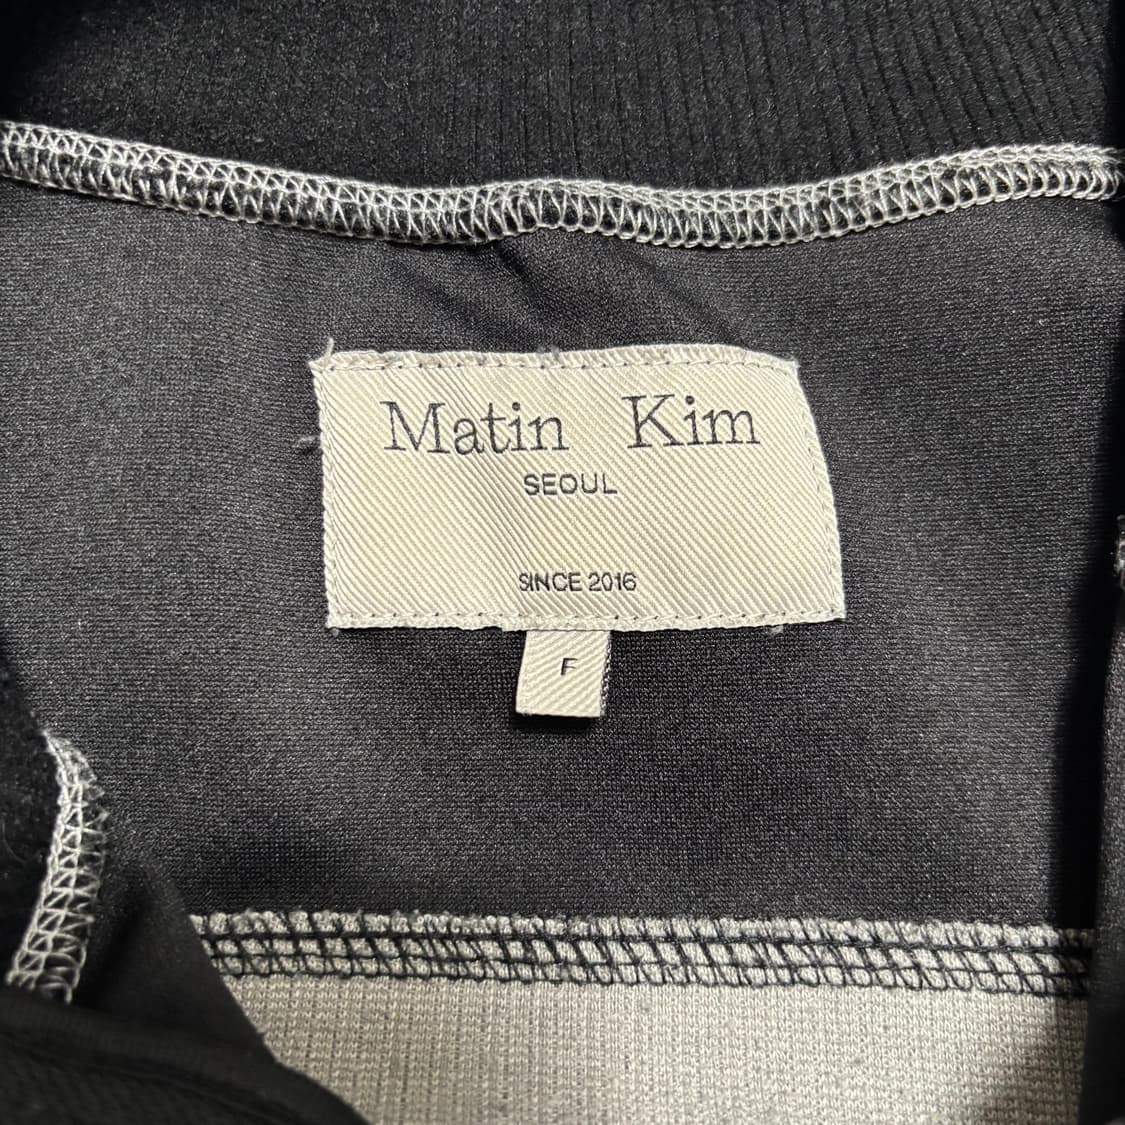 Matin Kim
SEOUL
SINCE 2016
F